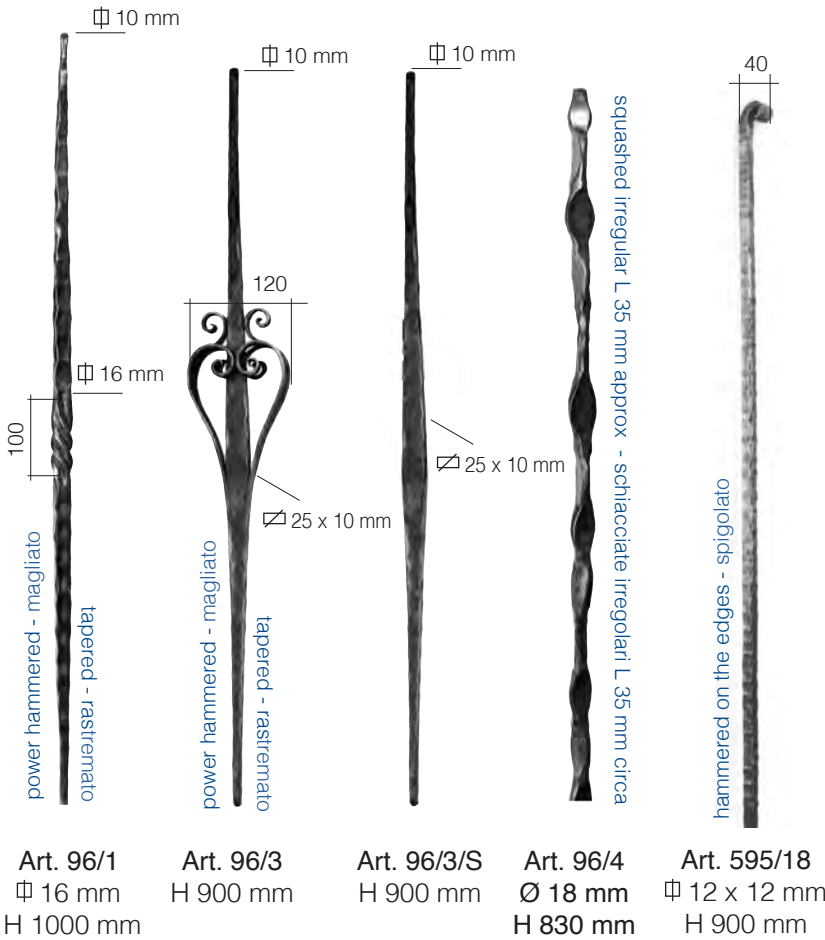 ⌷ 10 mm
⌷ 10 mm
⌷ 10 mm
40
120
⌷ 16 mm
100
25 x 10 mm
25 x 10 mm
power hammered - magliato
tapered - rastremato
power hammered - magliato
tapered - rastremato
squashed irregular L 35 mm approx - schiacciate irregolari L 35 mm circa
hammered on the edges - spigolato
Art. 96/1
⌷ 16 mm
H 1000 mm
Art. 96/3
H 900 mm
Art. 96/3/S
H 900 mm
Art. 96/4
Ø 18 mm
H 830 mm
Art. 595/18
⌷ 12 x 12 mm
H 900 mm